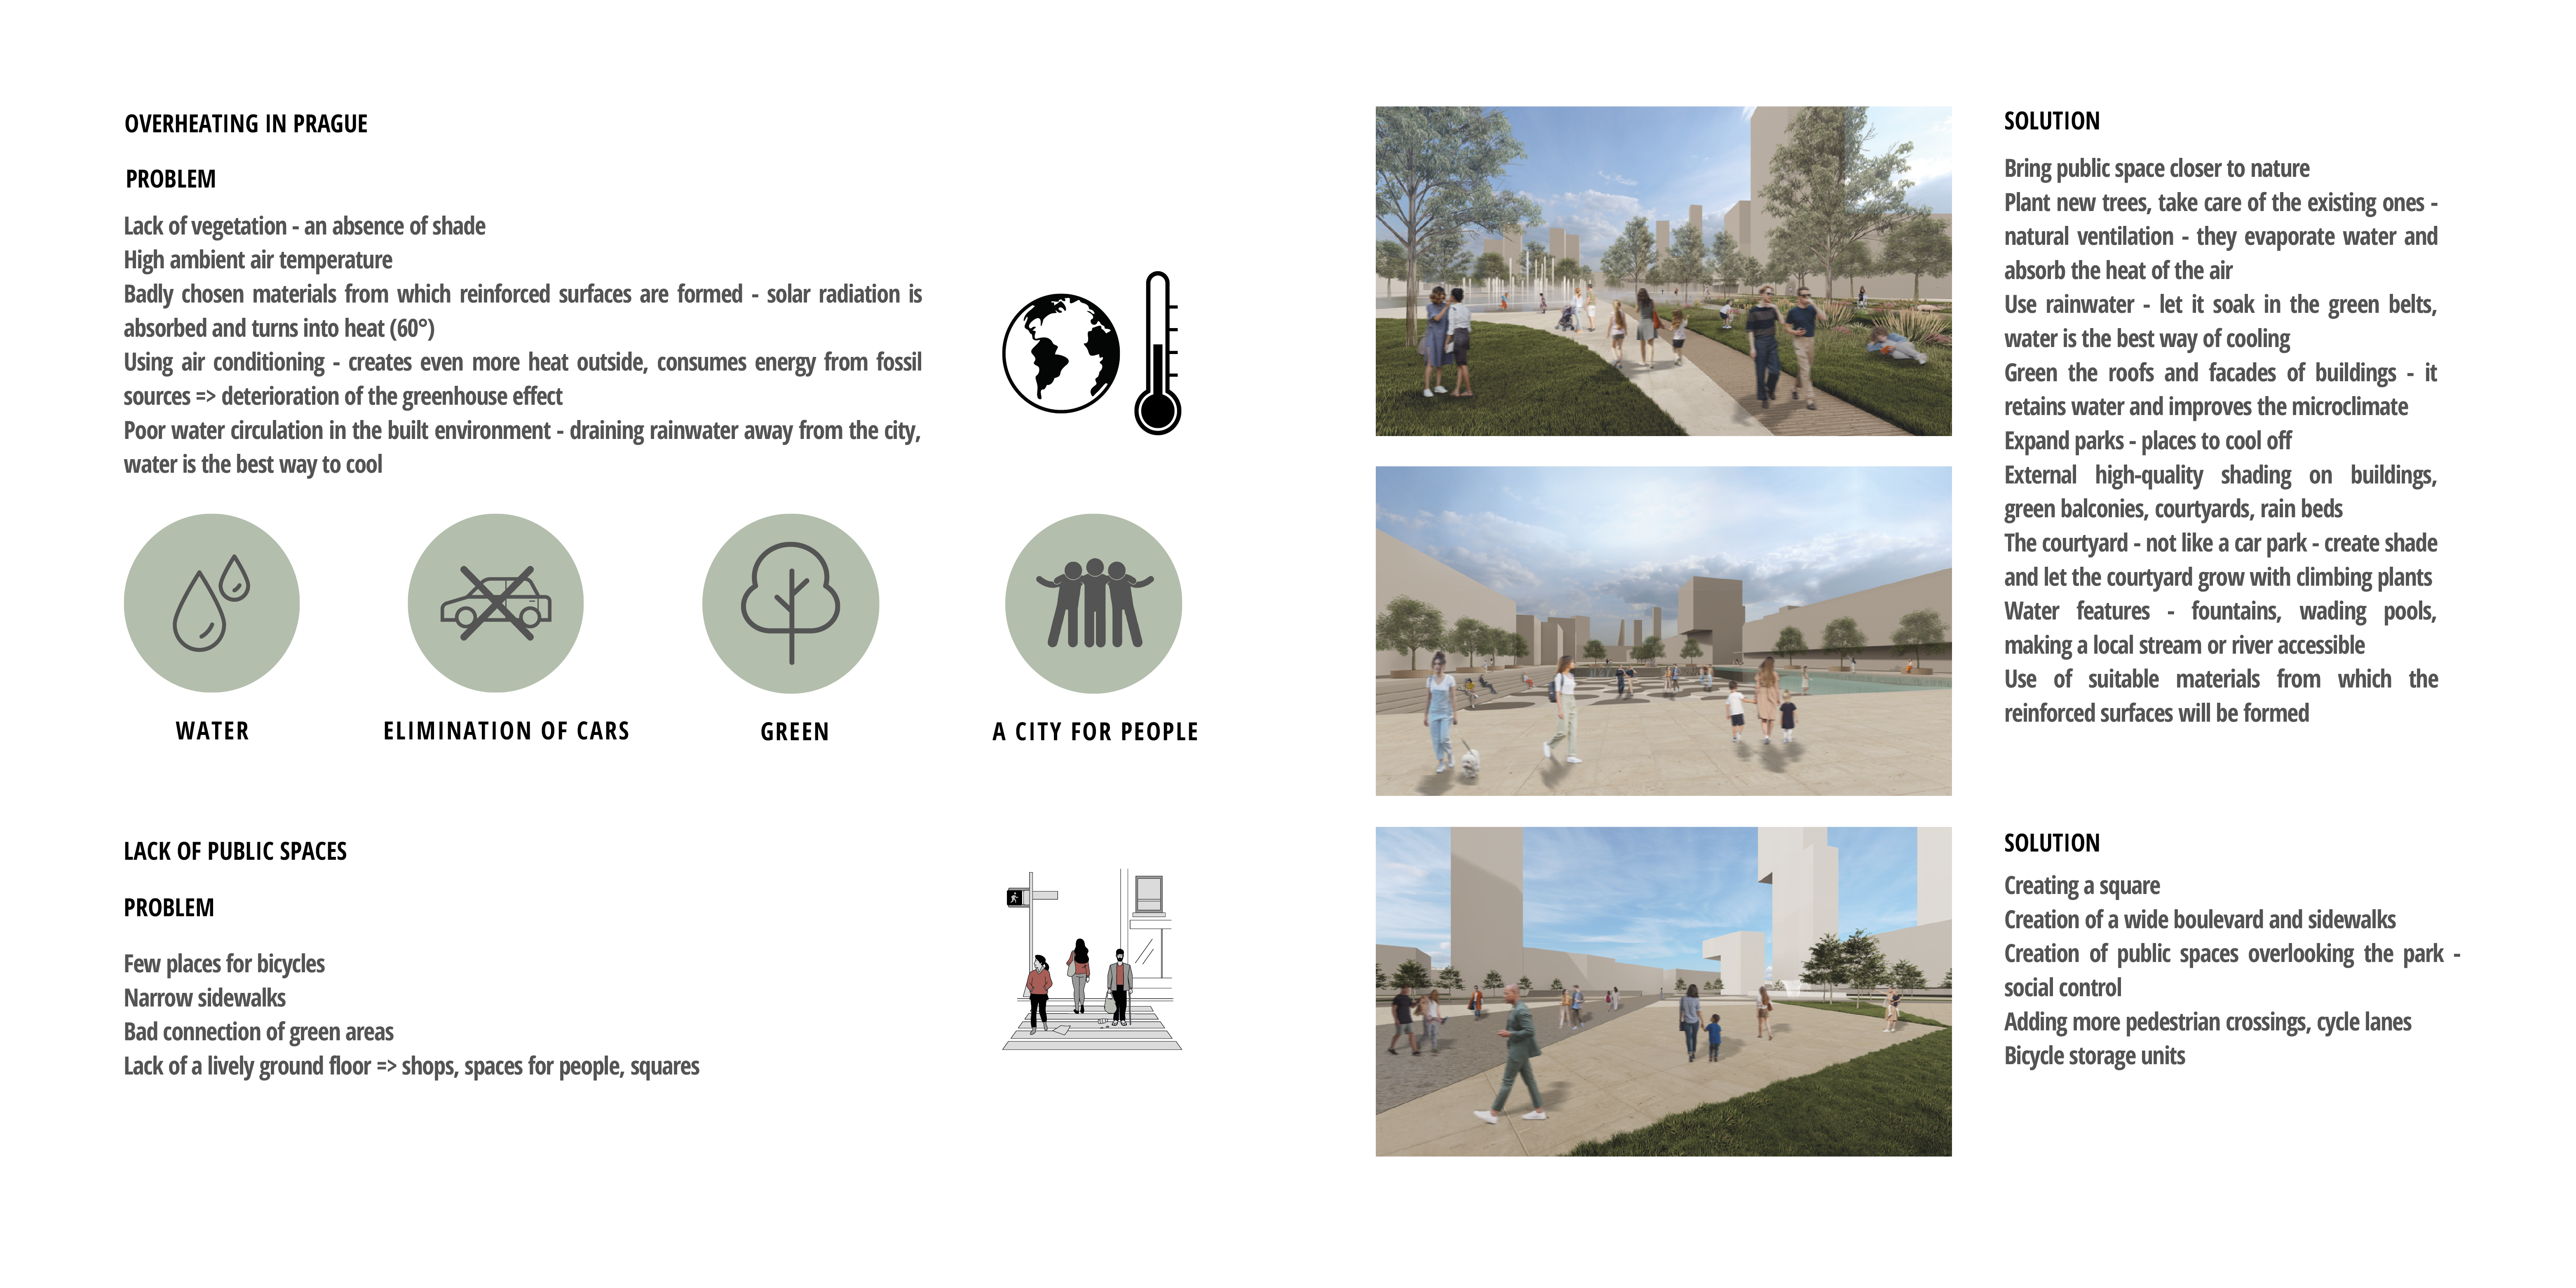 OVERHEATING IN PRAGUE
PROBLEM
Lack of vegetation - an absence of shade
High ambient air temperature
Badly chosen materials from which reinforced surfaces are formed - solar radiation is
absorbed and turns into heat (60°)
Using air conditioning - creates even more heat outside, consumes energy from fossil
sources => deterioration of the greenhouse effect
Poor water circulation in the built environment - draining rainwater away from the city,
water is the best way to cool
WATER
ELIMINATION OF CARS
GREEN
A CITY FOR PEOPLE
LACK OF PUBLIC SPACES
PROBLEM
Few places for bicycles
Narrow sidewalks
Bad connection of green areas
Lack of a lively ground floor => shops, spaces for people, squares
SOLUTION
Bring public space closer to nature
Plant new trees, take care of the existing ones -
natural ventilation - they evaporate water and
absorb the heat of the air
Use rainwater - let it soak in the green belts,
water is the best way of cooling
Green the roofs and facades of buildings - it
retains water and improves the microclimate
Expand parks - places to cool off
External high-quality shading on buildings,
green balconies, courtyards, rain beds
The courtyard - not like a car park - create shade
and let the courtyard grow with climbing plants
Water features - fountains, wading pools,
making a local stream or river accessible
Use of suitable materials from which the
reinforced surfaces will be formed
SOLUTION
Creating a square
Creation of a wide boulevard and sidewalks
Creation of public spaces overlooking the park -
social control
Adding more pedestrian crossings, cycle lanes
Bicycle storage units